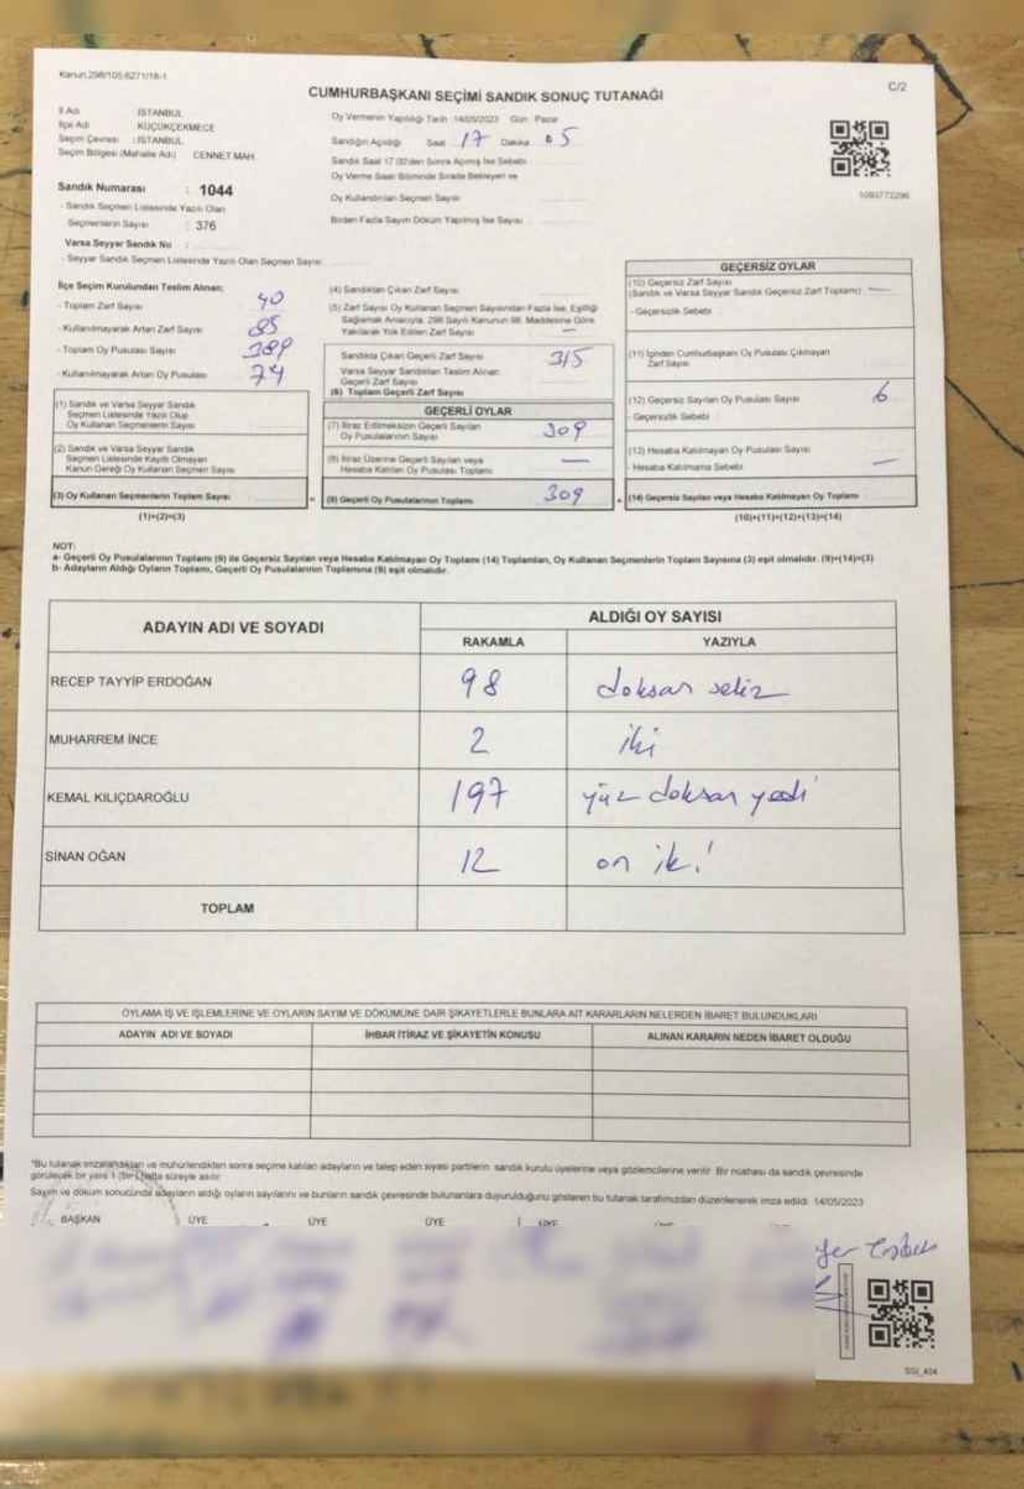 Kanun:298/105:6271/18-1
C/2
CUMHURBAŞKANI SEÇİMİ SANDIK SONUÇ TUTANAĞI
İl Adı : İSTANBUL
İlçe Adı : KÜÇÜKÇEKMECE
Seçim Çevresi : İSTANBUL
Seçim Bölgesi (Mahalle Adı) : CENNET MAH.
Oy Vermenin Yapıldığı Tarih : 14/05/2023 Gün : Pazar
Sandığın Açıldığı Saat 17 Dakika 05
Sandık Saat 17:00'den Sonra Açılmış İse Sebebi
Oy Verme Saati Bitiminde Sırada Bekleyen ve
Oy Kullandırılan Seçmen Sayısı
Birden Fazla Sayım Döküm Yapılmış İse Sayısı
1093772296
Sandık Numarası : 1044
- Sandık Seçmen Listesinde Yazılı Olan
Seçmenlerin Sayısı : 376
Varsa Seyyar Sandık No :
- Seyyar Sandık Seçmen Listesinde Yazılı Olan Seçmen Sayısı:
İlçe Seçim Kurulundan Teslim Alınan:
- Toplam Zarf Sayısı 40
- Kullanılmayarak Artan Zarf Sayısı 85
- Toplam Oy Pusulası Sayısı 389
- Kullanılmayarak Artan Oy Pusulası 74
(1) Sandık ve Varsa Seyyar Sandık
Seçmen Listesinde Yazılı Olup
Oy Kullanan Seçmenlerin Sayısı
(2) Sandık ve Varsa Seyyar Sandık
Seçmen Listesinde Kayıtlı Olmayan
Kanun Gereği Oy Kullanan Seçmen Sayısı
(3) Oy Kullanan Seçmenlerin Toplam Sayısı
(1)+(2)=(3)
(4) Sandıktan Çıkan Zarf Sayısı
(5) Zarf Sayısı Oy Kullanan Seçmen Sayısından Fazla İse, Eşitliği
Sağlamak Amacıyla, 298 Sayılı Kanunun 98. Maddesine Göre
Yakılarak Yok Edilen Zarf Sayısı —
Sandıkta Çıkan Geçerli Zarf Sayısı 315
Varsa Seyyar Sandıktan Teslim Alınan
Geçerli Zarf Sayısı
(6) Toplam Geçerli Zarf Sayısı
GEÇERLİ OYLAR
(7) İtiraz Edilmeksizin Geçerli Sayılan
Oy Pusulalarının Sayısı 309
(8) İtiraz Üzerine Geçerli Sayılan veya
Hesaba Katılan Oy Pusulası Toplamı —
= (9) Geçerli Oy Pusulalarının Toplamı 309
GEÇERSİZ OYLAR
(10) Geçersiz Zarf Sayısı
(Sandık ve Varsa Seyyar Sandık Geçersiz Zarf Toplamı) —
- Geçersizlik Sebebi
(11) İçinden Cumhurbaşkanı Oy Pusulası Çıkmayan
Zarf Sayısı
(12) Geçersiz Sayılan Oy Pusulası Sayısı 6
- Geçersizlik Sebebi
(13) Hesaba Katılmayan Oy Pusulası Sayısı
- Hesaba Katılmama Sebebi —
+ (14) Geçersiz Sayılan veya Hesaba Katılmayan Oy Toplamı
(10)+(11)+(12)+(13)=(14)
NOT:
a- Geçerli Oy Pusulalarının Toplamı (9) ile Geçersiz Sayılan veya Hesaba Katılmayan Oy Toplamı (14) Toplamları, Oy Kullanan Seçmenlerin Toplam Sayısına (3) eşit olmalıdır. (9)+(14)=(3)
b- Adayların Aldığı Oyların Toplamı, Geçerli Oy Pusulalarının Toplamına (9) eşit olmalıdır.
ADAYIN ADI VE SOYADI
ALDIĞI OY SAYISI
RAKAMLA YAZIYLA
RECEP TAYYİP ERDOĞAN 98 doksan sekiz
MUHARREM İNCE 2 iki
KEMAL KILIÇDAROĞLU 197 yüz doksan yedi
SİNAN OĞAN 12 on iki
TOPLAM
OYLAMA İŞ VE İŞLEMLERİNE VE OYLARIN SAYIM VE DÖKÜMÜNE DAİR ŞİKAYETLERLE BUNLARA AİT KARARLARIN NELERDEN İBARET BULUNDUKLARI
ADAYIN ADI VE SOYADI İHBAR İTİRAZ VE ŞİKAYETİN KONUSU ALINAN KARARIN NEDEN İBARET OLDUĞU
"Bu tutanak imzalandıktan ve mühürlendikten sonra seçime katılan adayların ve talep eden siyasi partilerin sandık kurulu üyelerine veya gözlemcilerine verilir. Bir nüshası da sandık çevresinde
görülecek bir yere 1 (bir) hafta süreyle asılır.
Sayım ve döküm sonucunda adayların aldığı oyların sayılarını ve bunların sandık çevresinde bulunanlara duyurulduğunu gösteren bu tutanak tarafımızdan düzenlenerek imza edildi. 14/05/2023
BAŞKAN ÜYE ÜYE ÜYE ÜYE